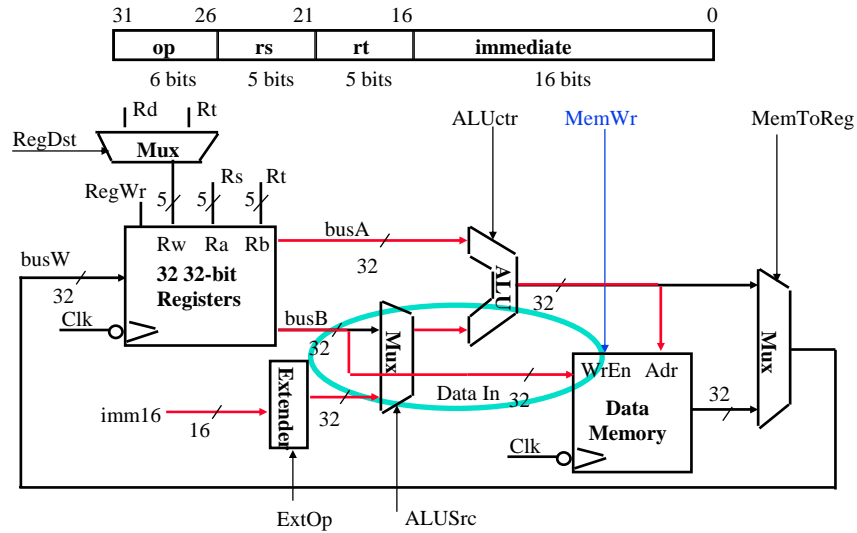 31 26 21 16 0
op rs rt immediate
6 bits 5 bits 5 bits 16 bits
Rd Rt
RegDst
Mux
ALUctr
MemWr
MemToReg
RegWr
5
5
Rs
5
Rt
busW
32
Rw Ra Rb
32 32-bit
Registers
Clk
busA
32
busB
32
Mux
ALU
32
Data In
32
WrEn Adr
Data
Memory
Clk
32
Mux
imm16
16
Extender
32
ExtOp
ALUSrc